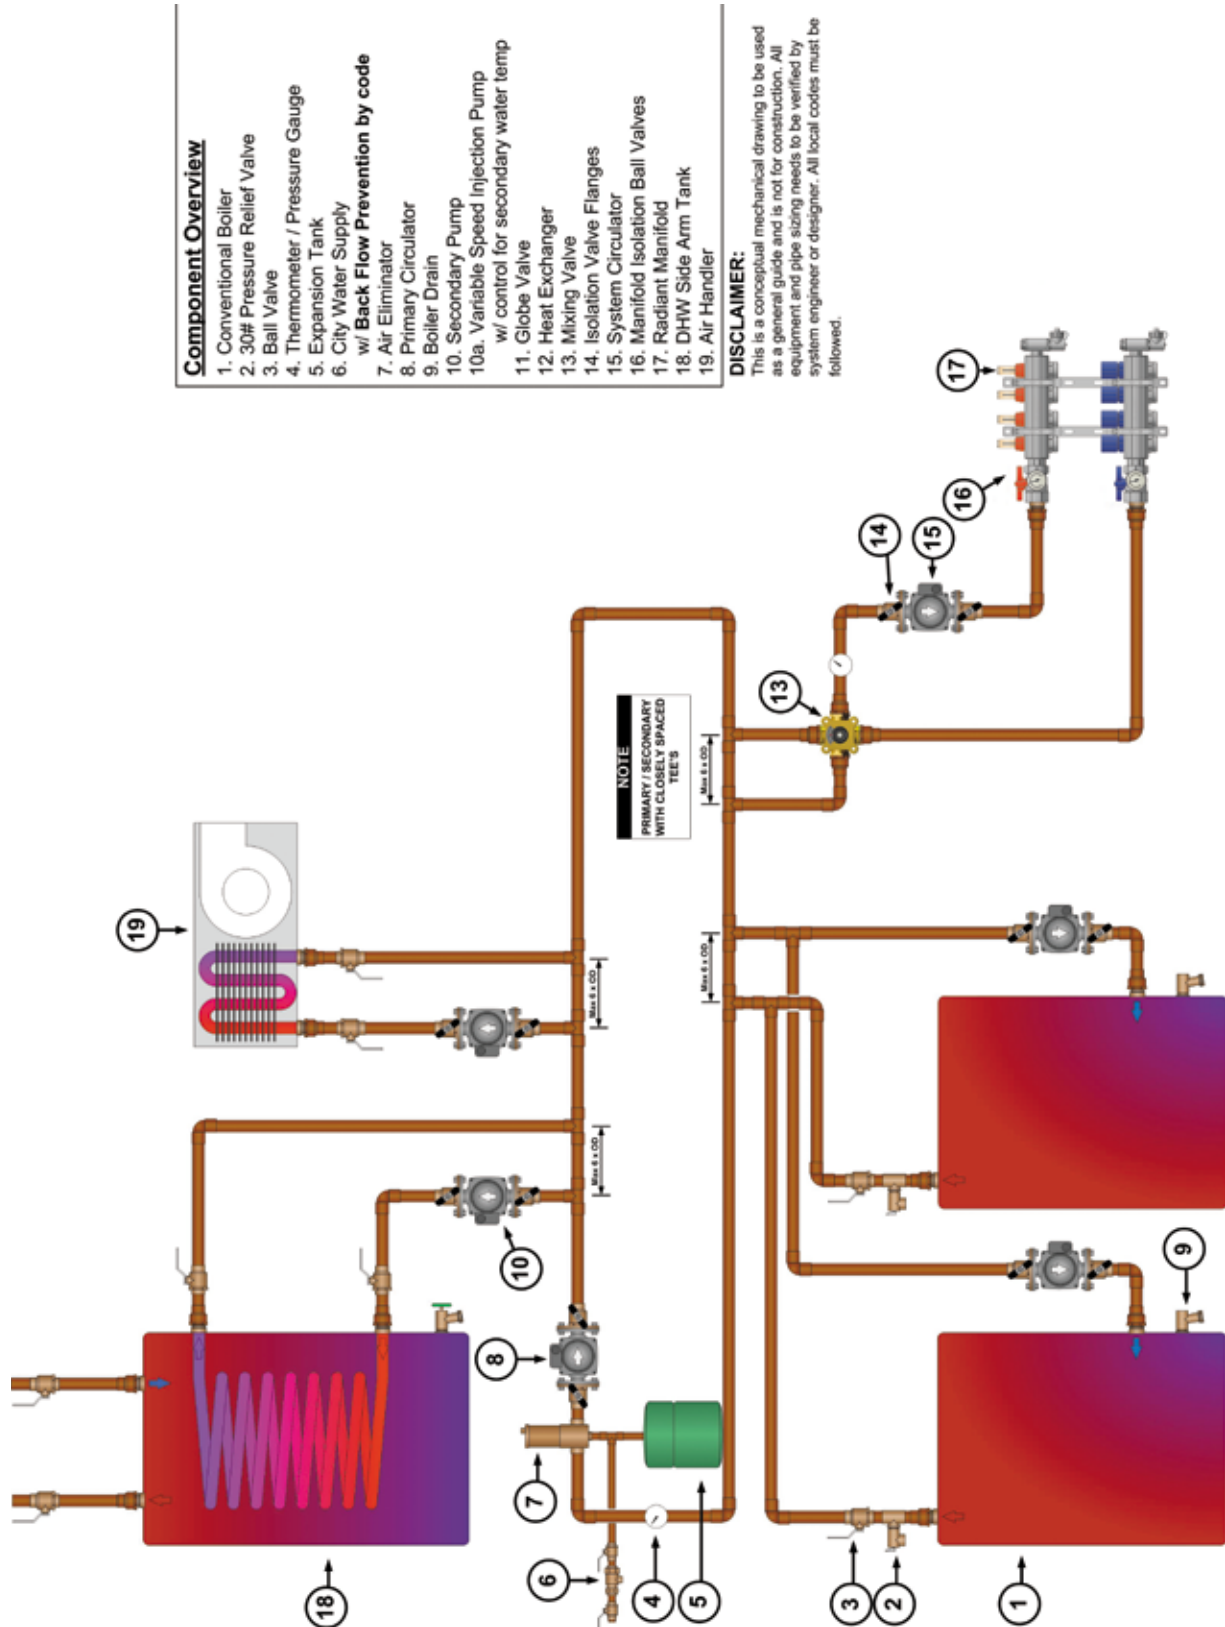 Component Overview
1. Conventional Boiler
2. 30# Pressure Relief Valve
3. Ball Valve
4. Thermometer / Pressure Gauge
5. Expansion Tank
6. City Water Supply
w/ Back Flow Prevention by code
7. Air Eliminator
8. Primary Circulator
9. Boiler Drain
10. Secondary Pump
10a. Variable Speed Injection Pump
w/ control for secondary water temp
11. Globe Valve
12. Heat Exchanger
13. Mixing Valve
14. Isolation Valve Flanges
15. System Circulator
16. Manifold Isolation Ball Valves
17. Radiant Manifold
18. DHW Side Arm Tank
19. Air Handler
DISCLAIMER:
This is a conceptual mechanical drawing to be used
as a general guide and is not for construction. All
equipment and pipe sizing needs to be verified by
system engineer or designer. All local codes must be
followed.
NOTE
PRIMARY / SECONDARY
WITH CLOSELY SPACED
TEE'S
Max 6 x OD
Max 6 x OD
Max 6 x OD
Max 6 x OD
18
19
10
8
7
6
4
5
3
2
1
9
13
14
15
16
17